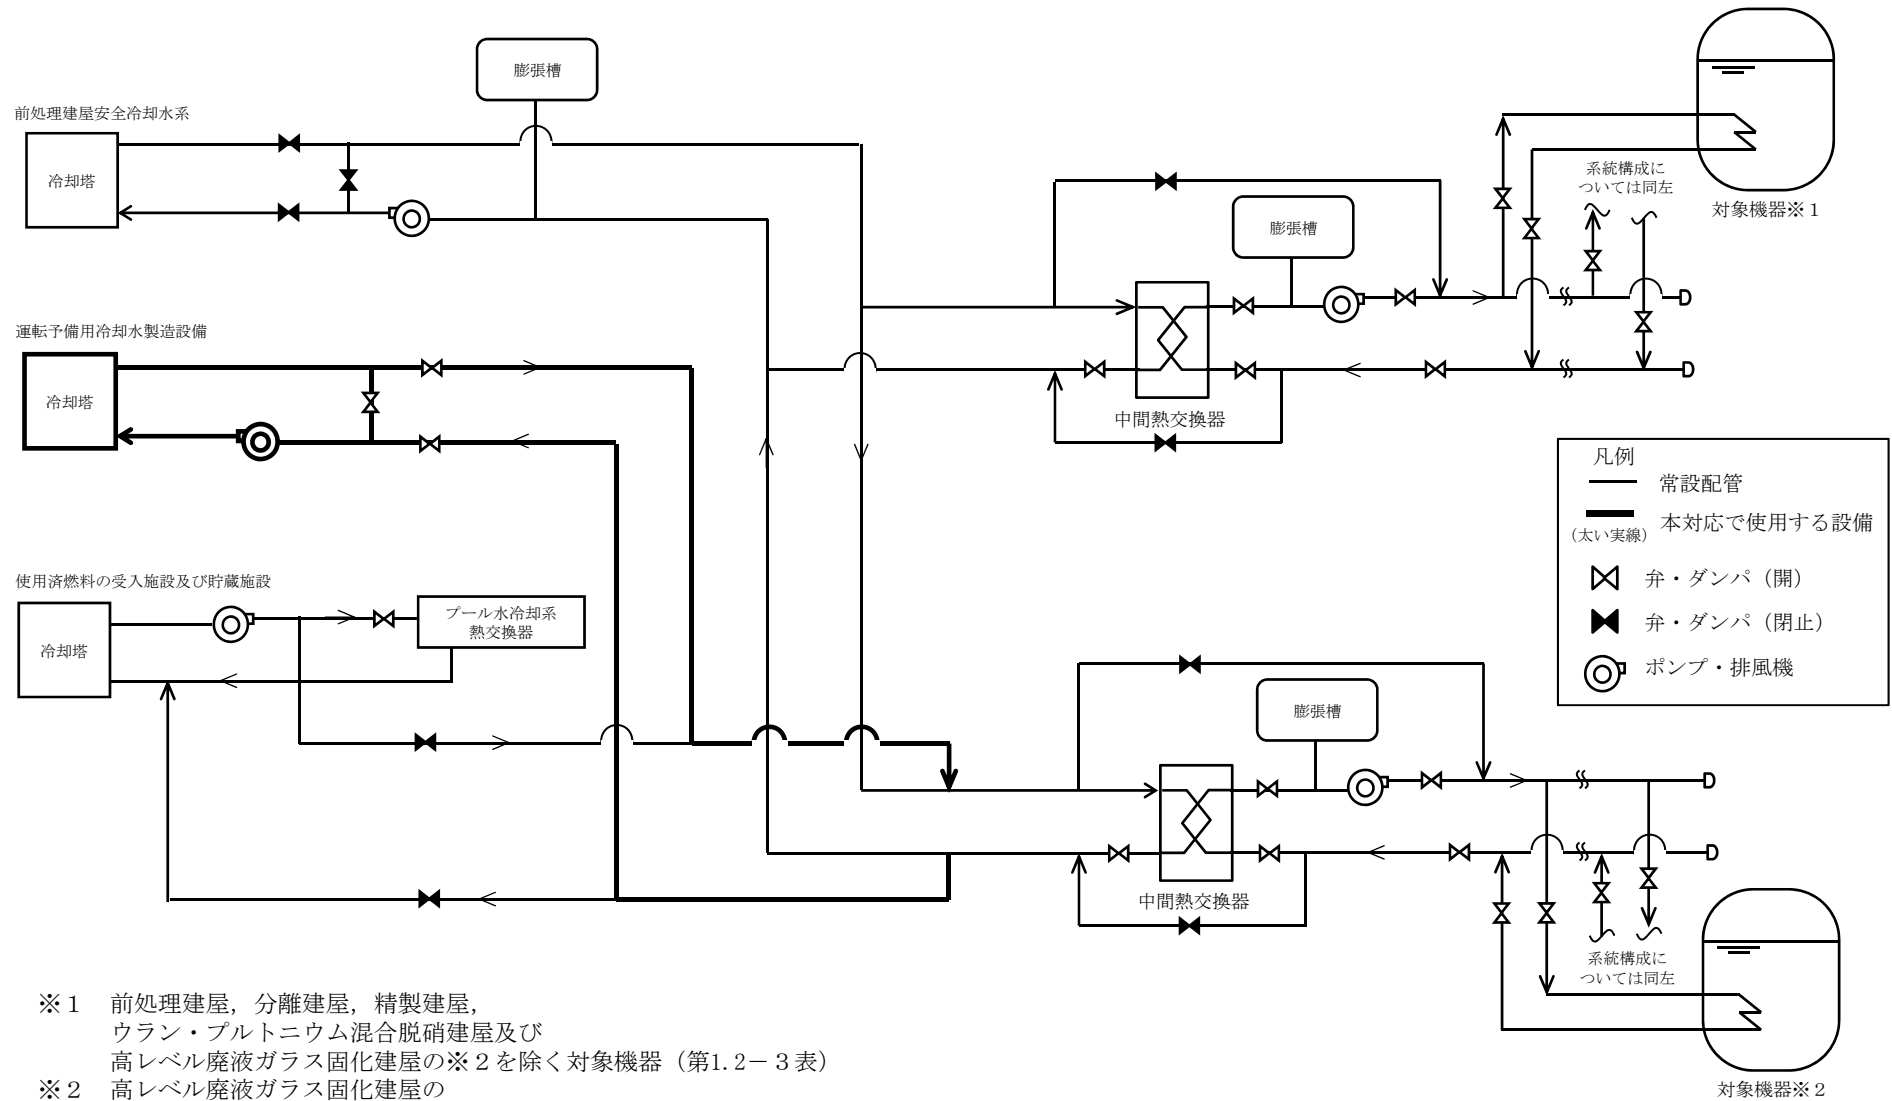 膨張槽
前処理建屋安全冷却水系
冷却塔
系統構成に
ついては同左
対象機器※１
膨張槽
運転予備用冷却水製造設備
冷却塔
中間熱交換器
凡例
常設配管
本対応で使用する設備
（太い実線）
弁・ダンパ（開）
弁・ダンパ（閉止）
ポンプ・排風機
使用済燃料の受入施設及び貯蔵施設
冷却塔
プール水冷却系
熱交換器
膨張槽
中間熱交換器
系統構成に
ついては同左
対象機器※２
※１　前処理建屋，分離建屋，精製建屋，
ウラン・プルトニウム混合脱硝建屋及び
高レベル廃液ガラス固化建屋の※２を除く対象機器（第1.2－３表）
※２　高レベル廃液ガラス固化建屋の